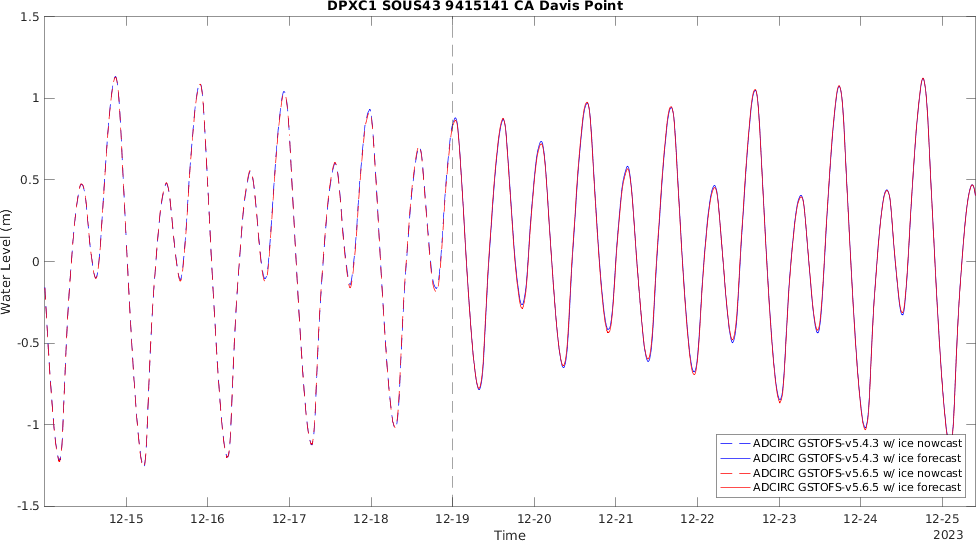 DPXC1 SOUS43 9415141 CA Davis Point
Water Level (m)
1.5
1
0.5
0
-0.5
-1
-1.5
12-15
12-16
12-17
12-18
12-19
12-20
12-21
12-22
12-23
12-24
12-25
2023
Time
ADCIRC GSTOFS-v5.4.3 w/ ice nowcast
ADCIRC GSTOFS-v5.4.3 w/ ice forecast
ADCIRC GSTOFS-v5.6.5 w/ ice nowcast
ADCIRC GSTOFS-v5.6.5 w/ ice forecast